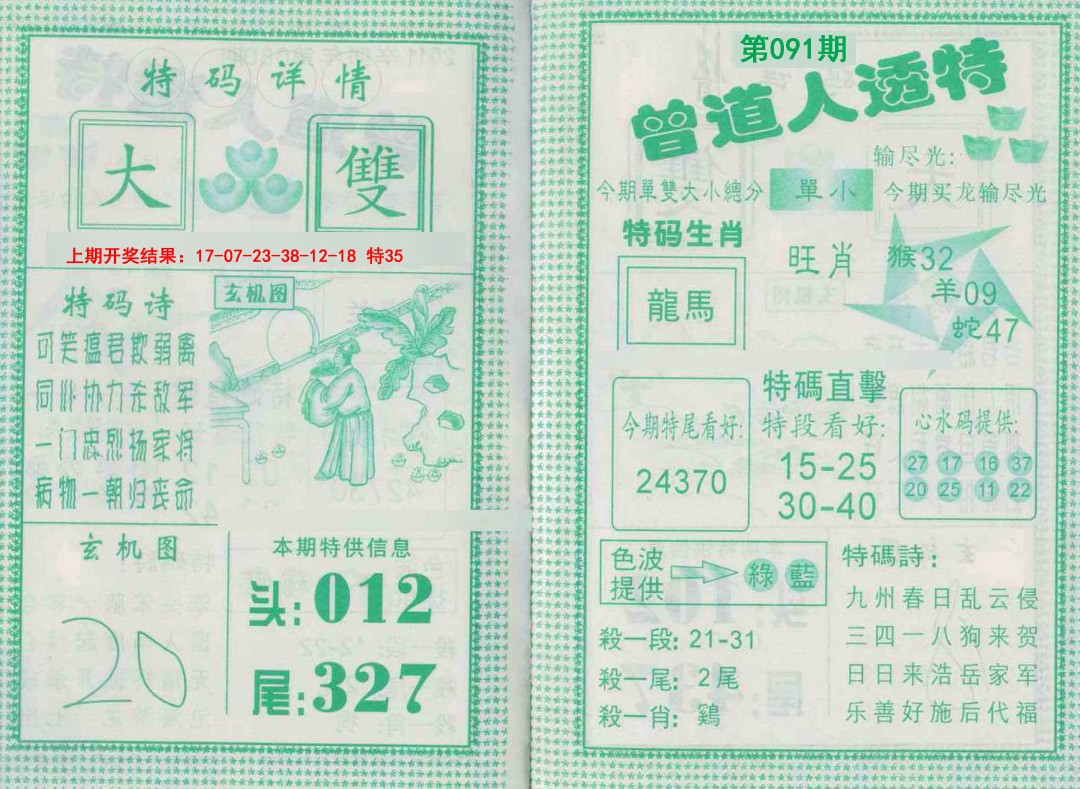 特码详情
大
雙
上期开奖结果：17-07-23-38-12-18 特35
特码诗
可笑瘟君欺弱离
同州协力杀敌军
一门忠烈扬家将
病物一朝归丧命
玄机图
玄机图
本期特供信息
头:012
尾:327
第091期
曾道人透特
输尽光:
今期單雙大小總分
單小
今期买龙输尽光
特码生肖
龍馬
旺肖
猴32
羊09
蛇47
今期特尾看好:
24370
特碼直擊
特段看好:
15-25
30-40
心水码提供:
27 17 16 37
20 25 11 22
色波
提供
綠 藍
殺一段: 21-31
殺一尾: 2尾
殺一肖: 鷄
特碼詩:
九州春日乱云侵
三四一八狗来贺
日日来浩岳家军
乐善好施后代福